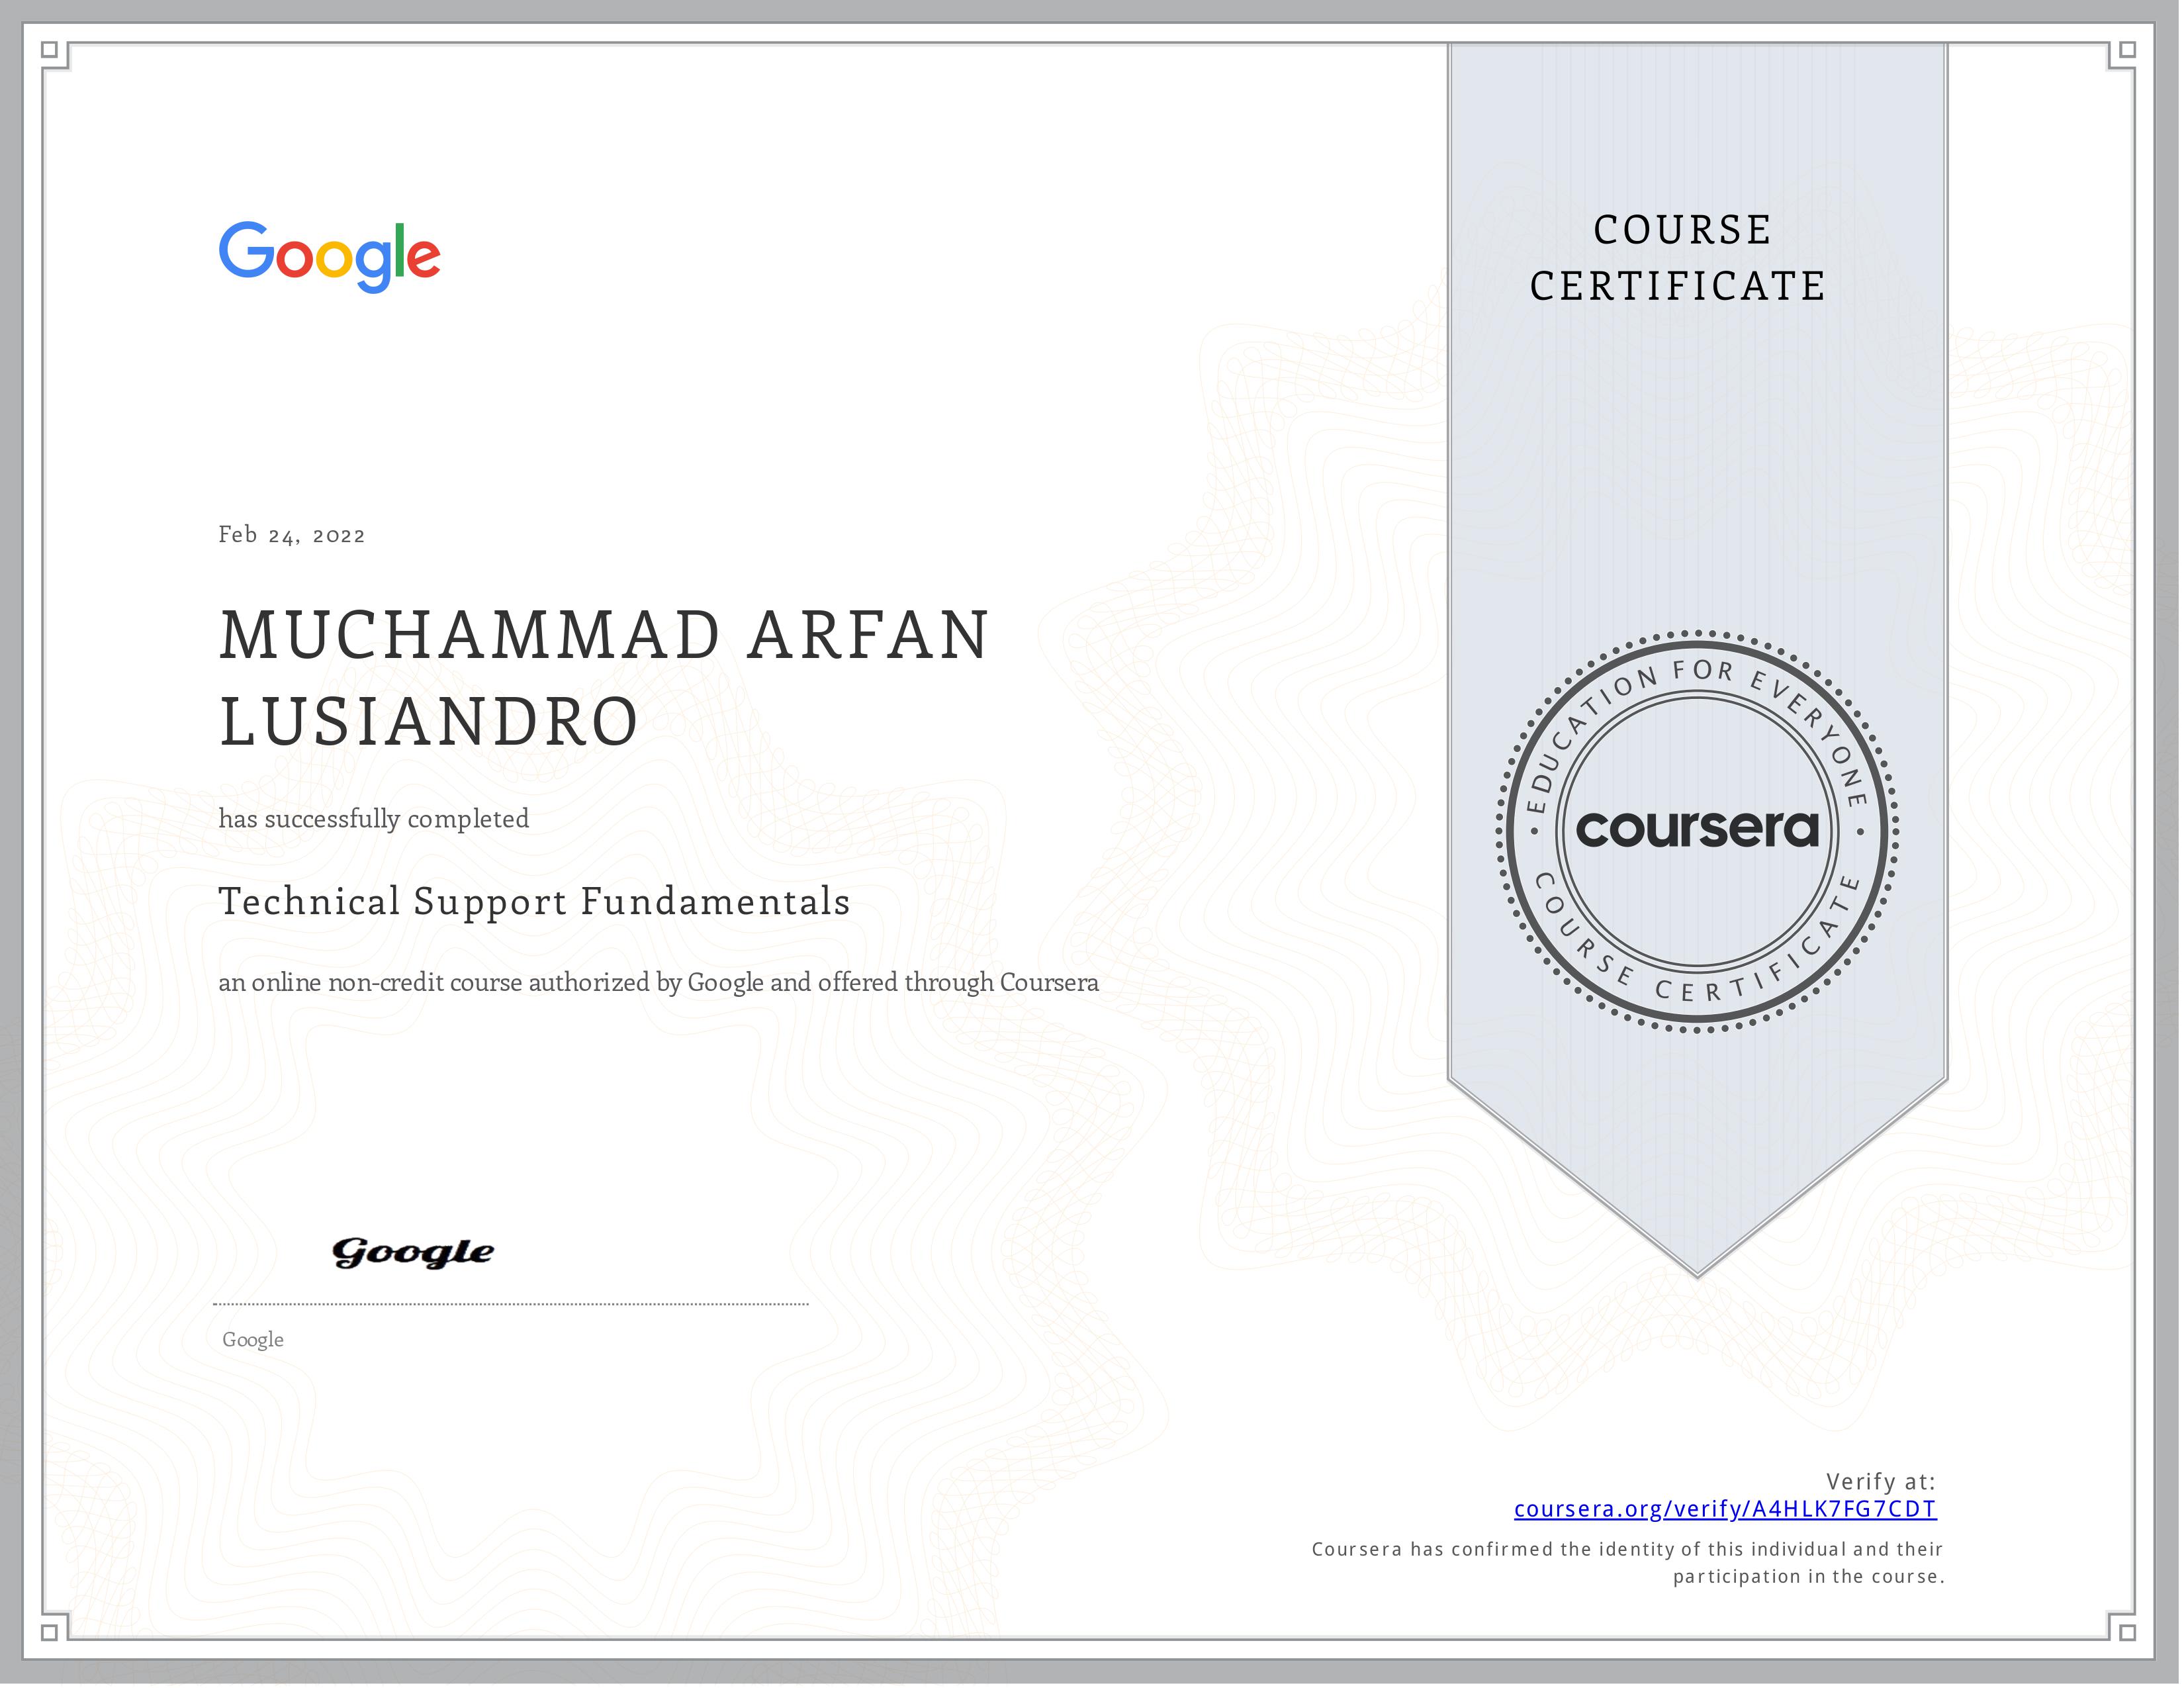 Google
COURSE
CERTIFICATE
Feb 24, 2022
MUCHAMMAD ARFAN
LUSIANDRO
has successfully completed
Technical Support Fundamentals
an online non-credit course authorized by Google and offered through Coursera
EDUCATION FOR EVERYONE
coursera
COURSE CERTIFICATE
Google
Google
Verify at:
coursera.org/verify/A4HLK7FG7CDT
Coursera has confirmed the identity of this individual and their
participation in the course.